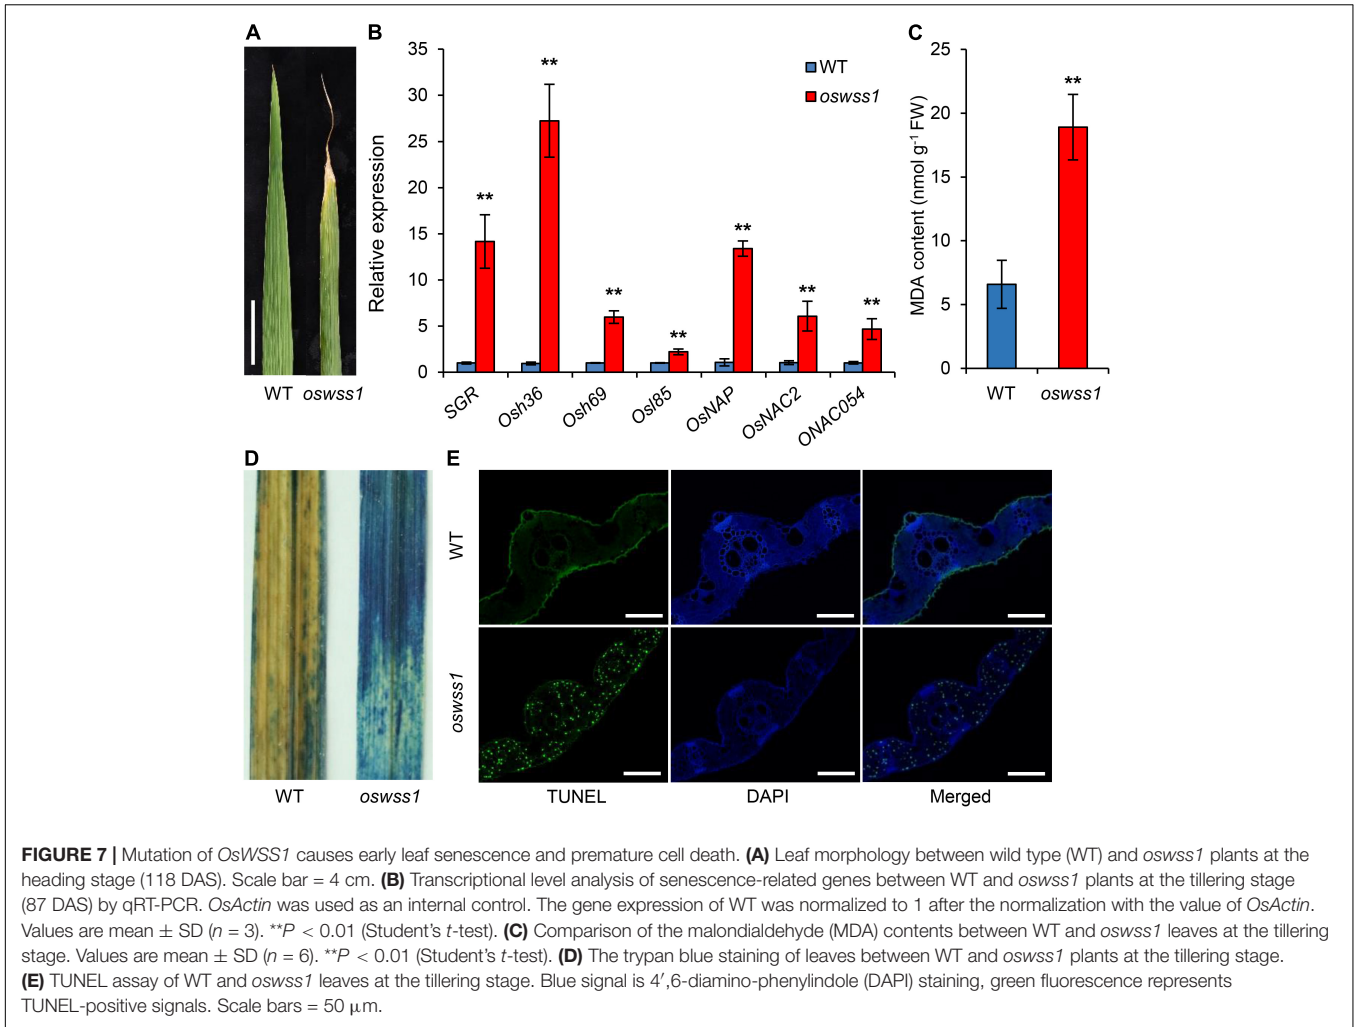 A
B
C
35
30
25
20
15
10
5
0
Relative expression
WT
oswss1
**
**
**
**
**
**
**
SGR
Osh36
Osh69
Osl85
OsNAP
OsNAC2
ONAC054
WT oswss1
25
20
15
10
5
0
MDA content (nmol g⁻¹ FW)
**
WT oswss1
D
E
WT
oswss1
WT oswss1
TUNEL DAPI Merged
FIGURE 7 | Mutation of OsWSS1 causes early leaf senescence and premature cell death. (A) Leaf morphology between wild type (WT) and oswss1 plants at the
heading stage (118 DAS). Scale bar = 4 cm. (B) Transcriptional level analysis of senescence-related genes between WT and oswss1 plants at the tillering stage
(87 DAS) by qRT-PCR. OsActin was used as an internal control. The gene expression of WT was normalized to 1 after the normalization with the value of OsActin.
Values are mean ± SD (n = 3). **P < 0.01 (Student's t-test). (C) Comparison of the malondialdehyde (MDA) contents between WT and oswss1 leaves at the tillering
stage. Values are mean ± SD (n = 6). **P < 0.01 (Student's t-test). (D) The trypan blue staining of leaves between WT and oswss1 plants at the tillering stage.
(E) TUNEL assay of WT and oswss1 leaves at the tillering stage. Blue signal is 4′,6-diamino-phenylindole (DAPI) staining, green fluorescence represents
TUNEL-positive signals. Scale bars = 50 μm.